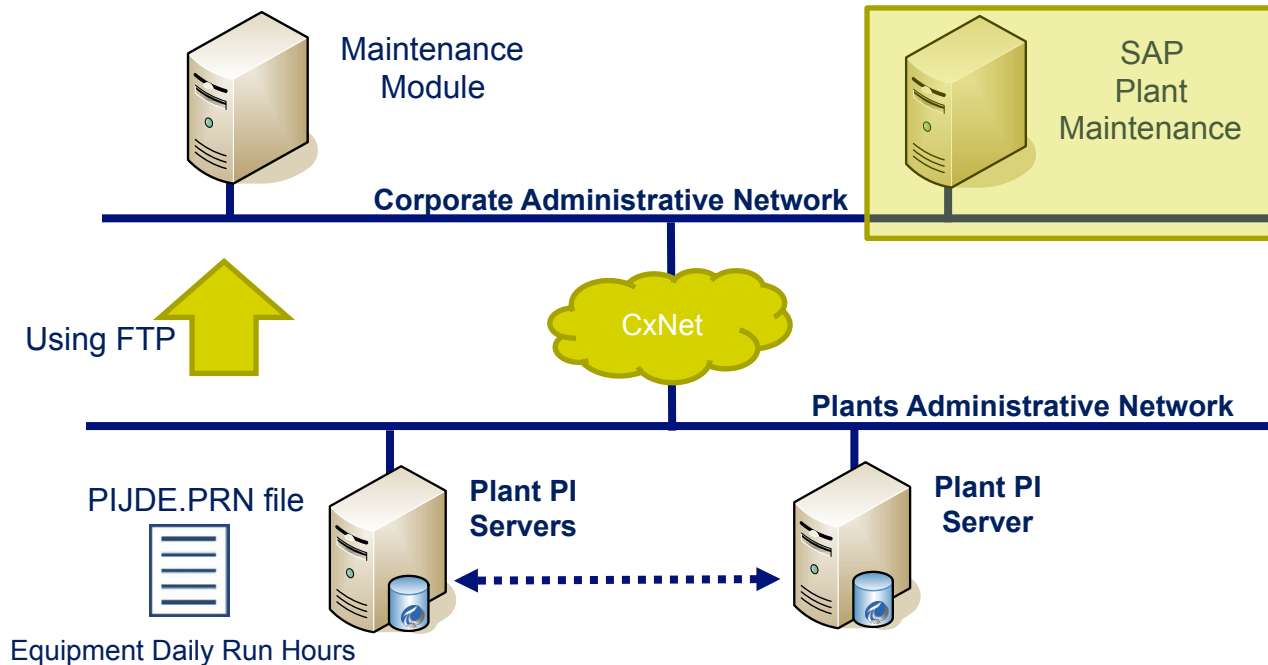 Maintenance
Module
SAP
Plant
Maintenance
Corporate Administrative Network
Using FTP
CxNet
Plants Administrative Network
PIJDE.PRN file
Plant PI
Servers
Plant PI
Server
Equipment Daily Run Hours